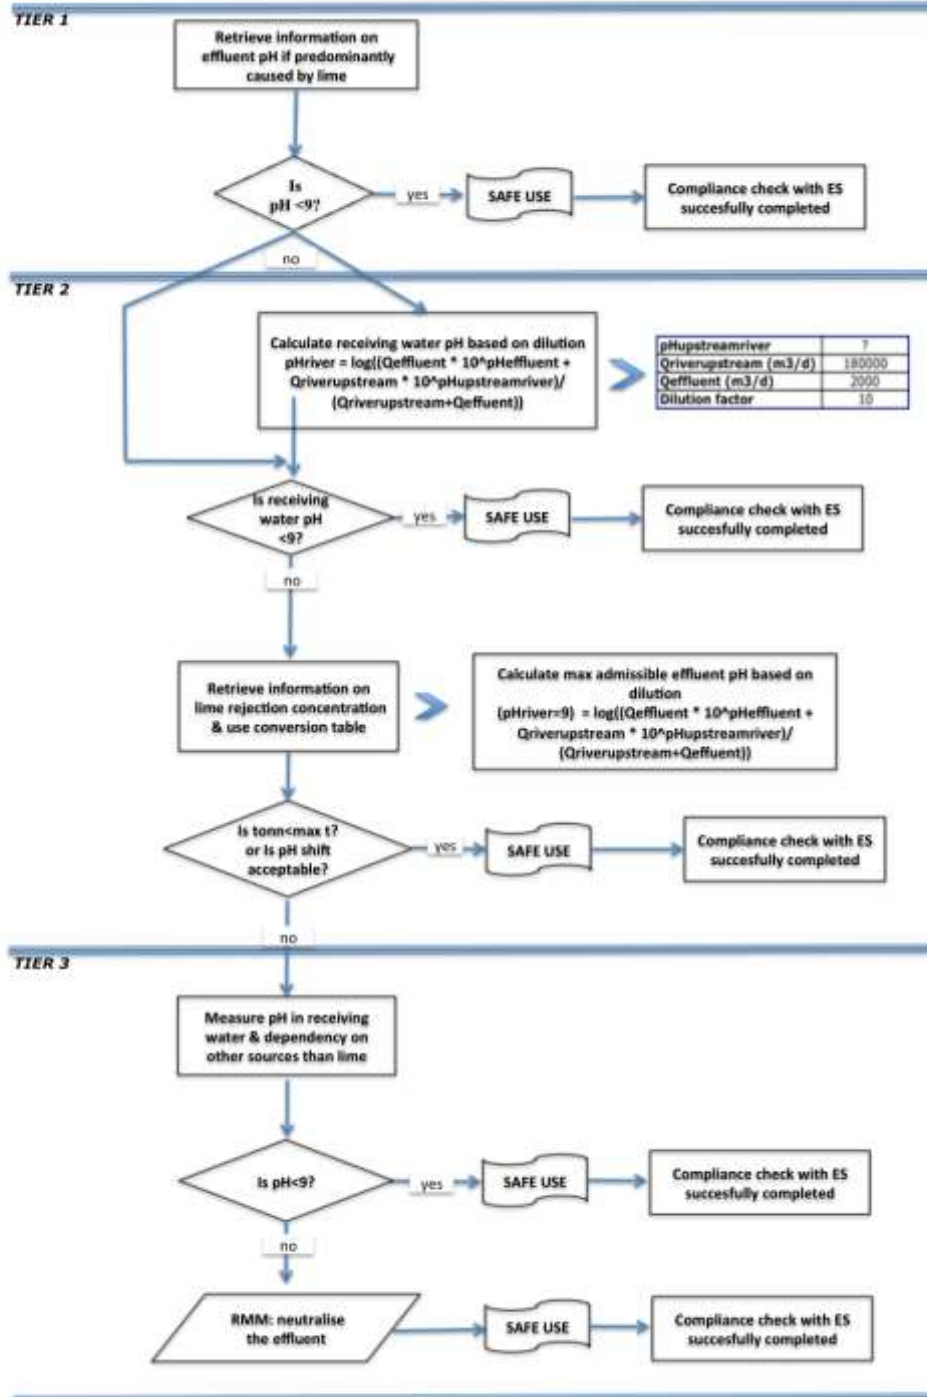 TIER 1
Retrieve information on
effluent pH if predominantly
caused by lime
Is
pH <9?
yes
SAFE USE
Compliance check with ES
succesfully completed
no
TIER 2
Calculate receiving water pH based on dilution
pHriver = log((Qeffluent * 10^pHeffluent +
Qriverupstream * 10^pHupstreamriver)/
(Qriverupstream+Qeffuent))
pHupstreamriver ?
Qriverupstream (m3/d) 180000
Qeffluent (m3/d) 2000
Dilution factor 10
Is receiving
water pH
<9?
yes
SAFE USE
Compliance check with ES
succesfully completed
no
Retrieve information on
lime rejection concentration
& use conversion table
Calculate max admissible effluent pH based on
dilution
(pHriver=9) = log((Qeffluent * 10^pHeffluent +
Qriverupstream * 10^pHupstreamriver)/
(Qriverupstream+Qeffuent))
Is tonn<max t?
or Is pH shift
acceptable?
yes
SAFE USE
Compliance check with ES
succesfully completed
no
TIER 3
Measure pH in receiving
water & dependency on
other sources than lime
Is pH<9?
yes
SAFE USE
Compliance check with ES
succesfully completed
no
RMM: neutralise
the effluent
SAFE USE
Compliance check with ES
succesfully completed